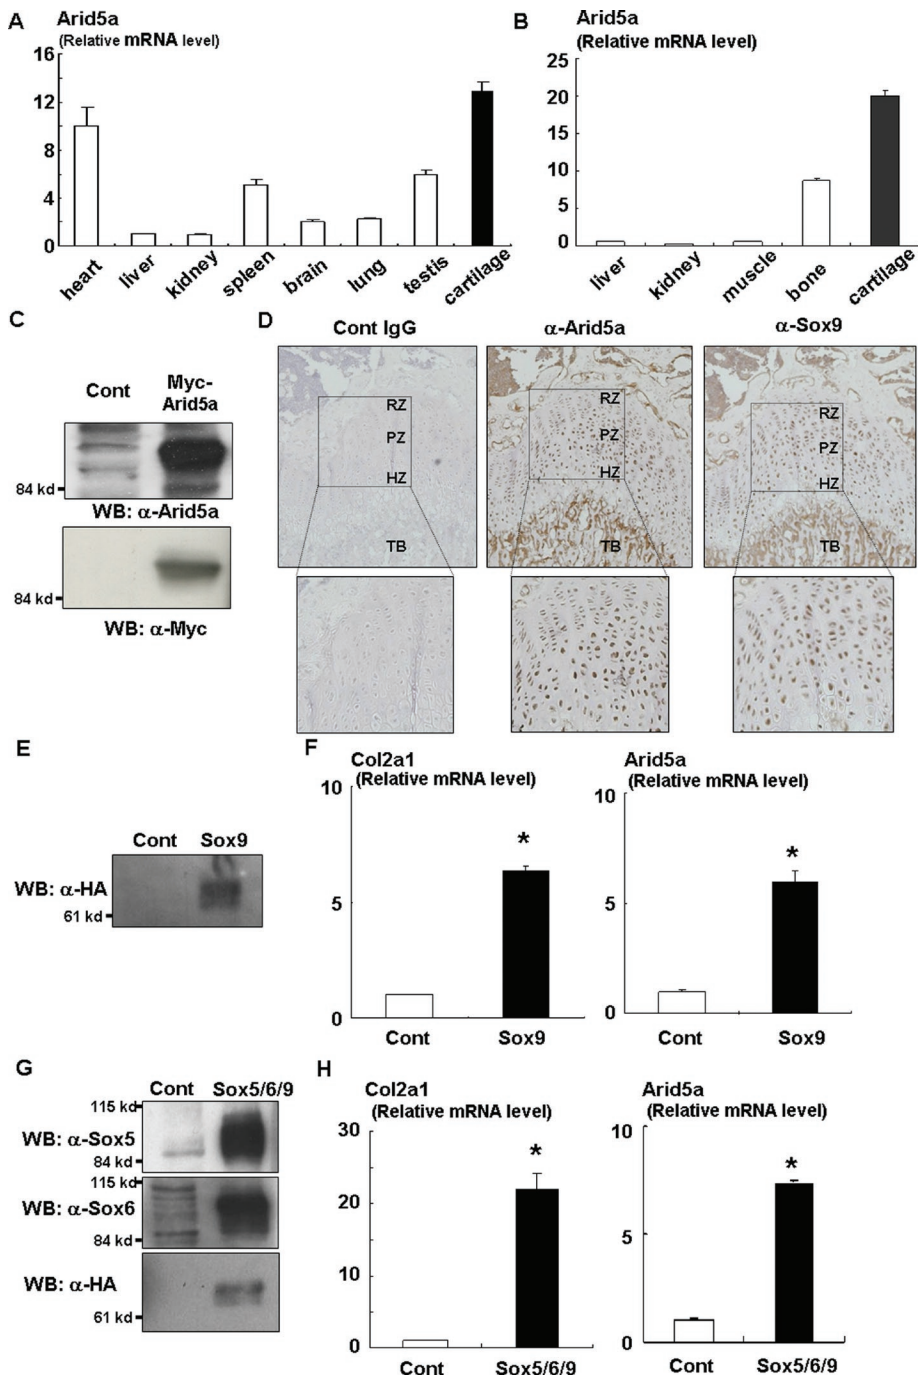 A
Arid5a
(Relative mRNA level)
16
12
8
4
0
heart
liver
kidney
spleen
brain
lung
testis
cartilage
B
Arid5a
(Relative mRNA level)
25
20
15
10
5
0
liver
kidney
muscle
bone
cartilage
C
Cont
Myc-
Arid5a
84 kd
WB: α-Arid5a
84 kd
WB: α-Myc
D
Cont IgG
α-Arid5a
α-Sox9
RZ
PZ
HZ
TB
RZ
PZ
HZ
TB
RZ
PZ
HZ
TB
E
Cont Sox9
WB: α-HA
61 kd
F
Col2a1
(Relative mRNA level)
10
5
0
Cont
Sox9
*
Arid5a
(Relative mRNA level)
10
5
0
Cont
Sox9
*
G
Cont Sox5/6/9
115 kd
WB: α-Sox5
84 kd
115 kd
WB: α-Sox6
84 kd
WB: α-HA
61 kd
H
Col2a1
(Relative mRNA level)
30
20
10
0
Cont
Sox5/6/9
*
Arid5a
(Relative mRNA level)
10
5
0
Cont
Sox5/6/9
*